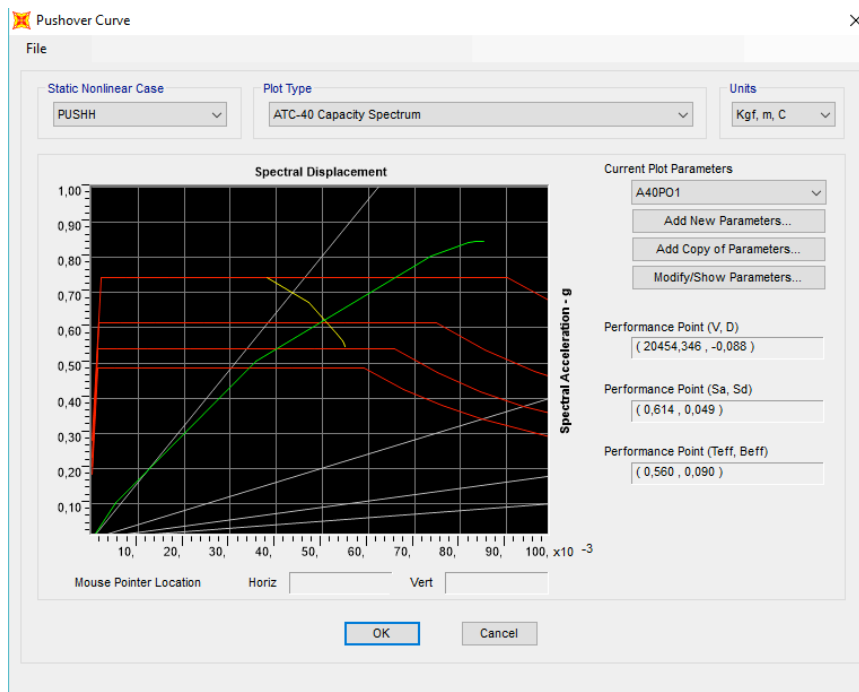 Pushover Curve
File
Static Nonlinear Case
PUSHH
Plot Type
ATC-40 Capacity Spectrum
Units
Kgf, m, C
Spectral Displacement
1,00
0,90
0,80
0,70
0,60
0,50
0,40
0,30
0,20
0,10
10, 20, 30, 40, 50, 60, 70, 80, 90, 100, x10 -3
Spectral Acceleration - g
Mouse Pointer Location Horiz Vert
Current Plot Parameters
A40PO1
Add New Parameters...
Add Copy of Parameters...
Modify/Show Parameters...
Performance Point (V, D)
( 20454,346 , -0,088 )
Performance Point (Sa, Sd)
( 0,614 , 0,049 )
Performance Point (Teff, Beff)
( 0,560 , 0,090 )
OK Cancel